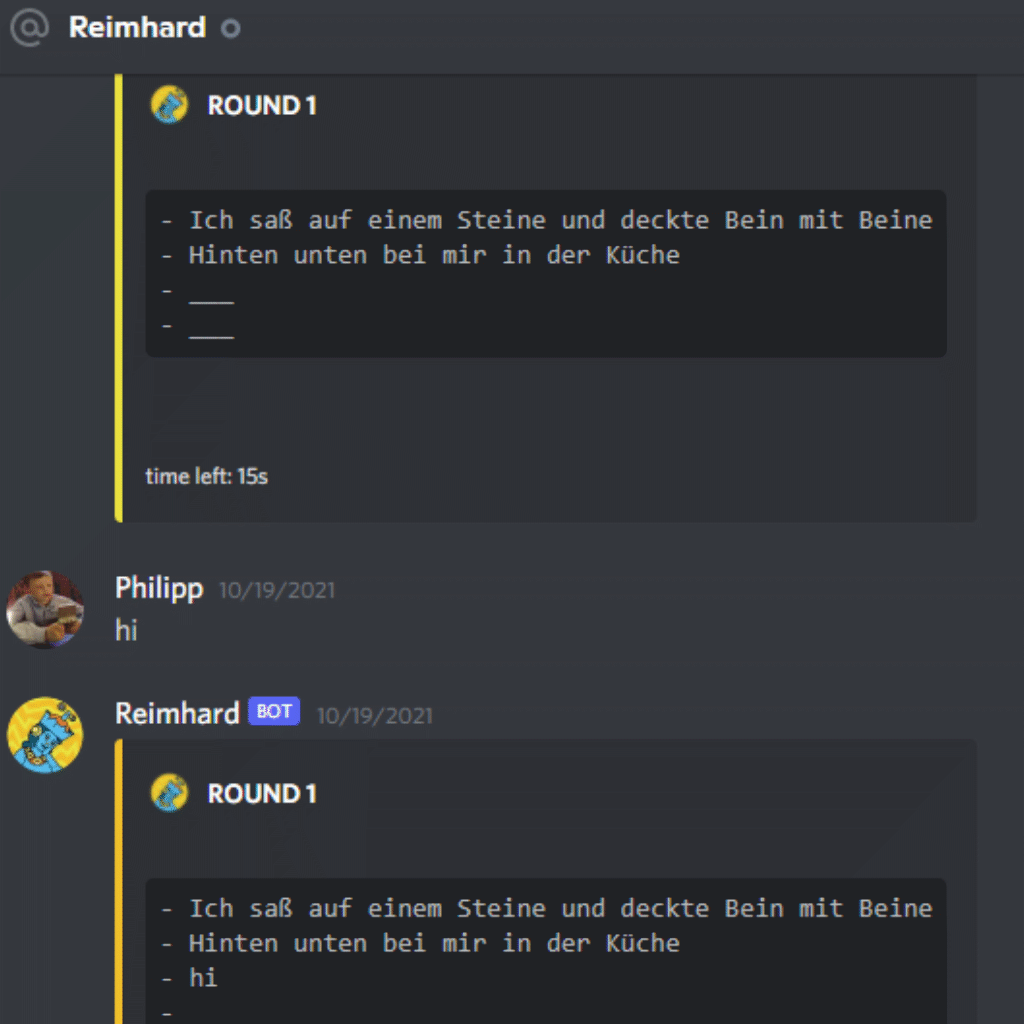 @ Reimhard
ROUND 1
- Ich saß auf einem Steine und deckte Bein mit Beine
- Hinten unten bei mir in der Küche
- ___
- ___
time left: 15s
Philipp 10/19/2021
hi
Reimhard BOT 10/19/2021
ROUND 1
- Ich saß auf einem Steine und deckte Bein mit Beine
- Hinten unten bei mir in der Küche
- hi
-